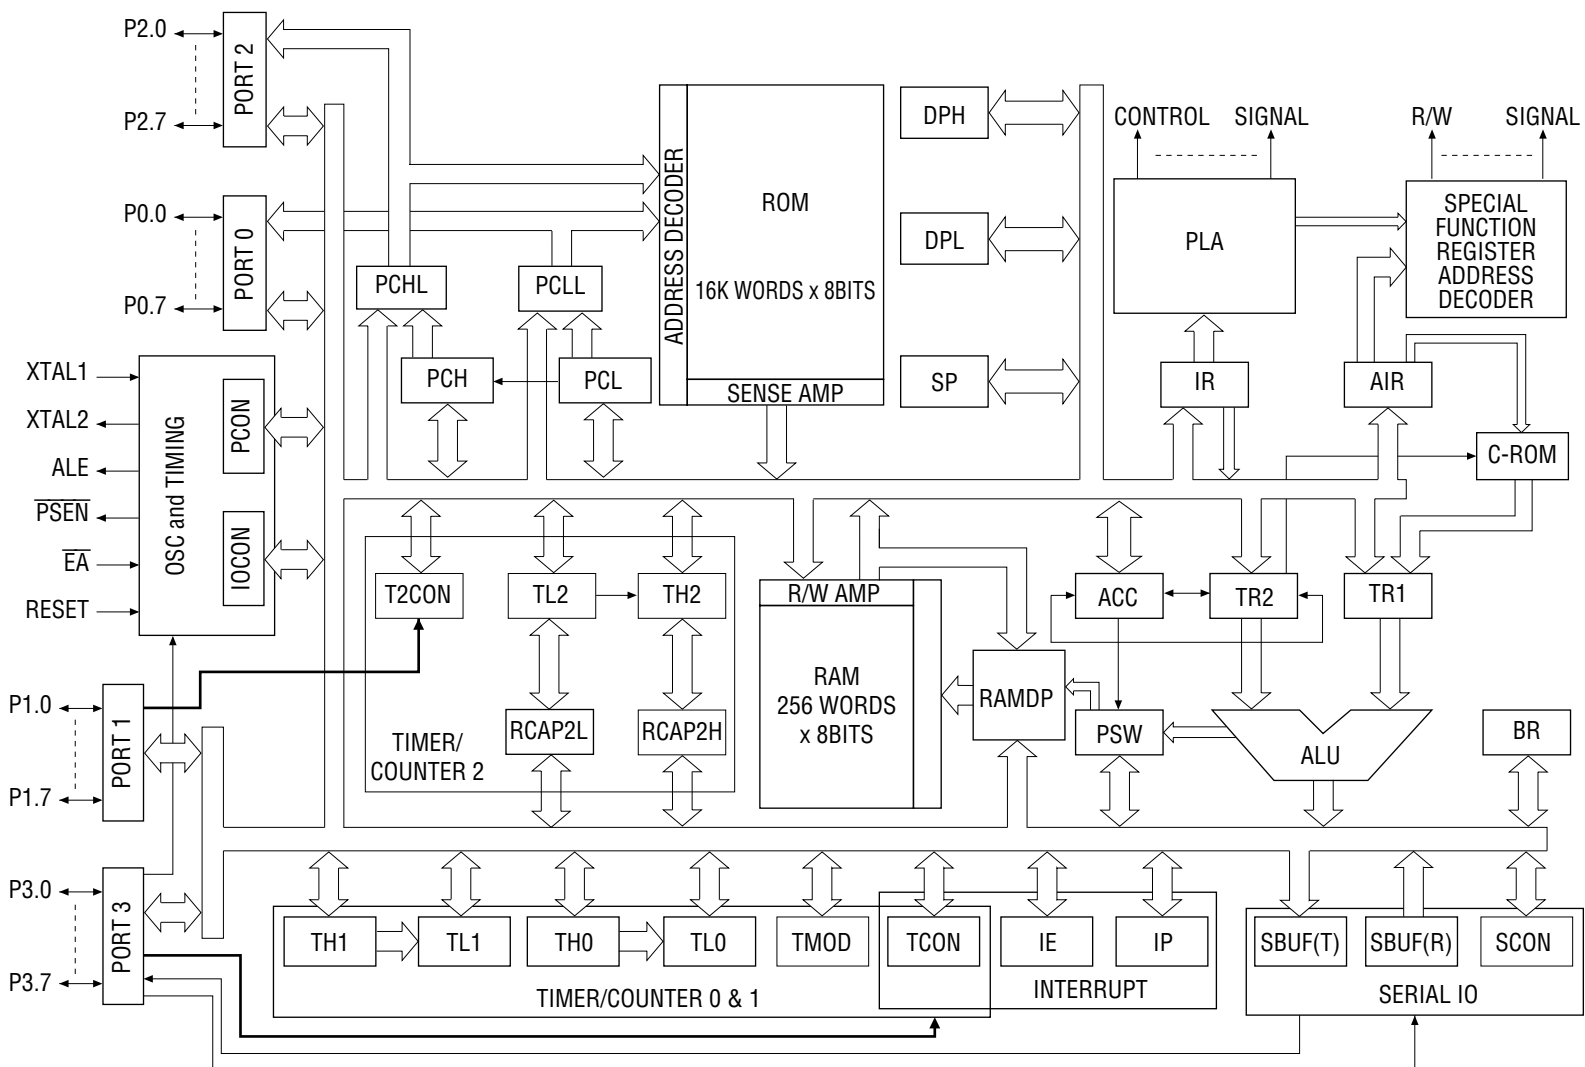 P2.0
P2.7
PORT 2
P0.0
P0.7
PORT 0
XTAL1
XTAL2
ALE
PSEN
EA
RESET
OSC and TIMING
PCON
IOCON
PCHL
PCLL
PCH
PCL
ADDRESS DECODER
ROM
16K WORDS x 8BITS
SENSE AMP
DPH
DPL
SP
CONTROL
SIGNAL
PLA
R/W
SIGNAL
SPECIAL
FUNCTION
REGISTER
ADDRESS
DECODER
IR
AIR
C-ROM
T2CON
TL2
TH2
RCAP2L
RCAP2H
TIMER/
COUNTER 2
R/W AMP
RAM
256 WORDS
x 8BITS
RAMDP
ACC
TR2
TR1
PSW
ALU
BR
P1.0
P1.7
PORT 1
P3.0
P3.7
PORT 3
TH1
TL1
TH0
TL0
TMOD
TCON
IE
IP
TIMER/COUNTER 0 & 1
INTERRUPT
SBUF(T)
SBUF(R)
SCON
SERIAL IO